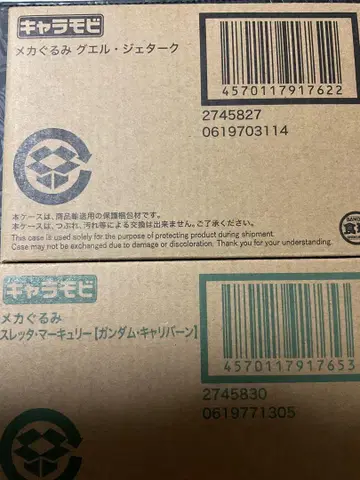 キャラモビ
メカぐるみ グエル・ジェターク
4570117917622
2745827
0619703114
本ケースは、商品輸送用の保護梱包材です。
本ケースは、つぶれ、汚れ等による交換は出来ません。ご了承ください。
This case is used solely for the purpose of protecting product during shipment.
Case may not be exchanged due to damage or discoloration. Thank you for your understanding.
キャラモビ
メカぐるみ
スレッタ・マーキュリー【ガンダム・キャリバーン】
4570117917653
2745830
0619771305